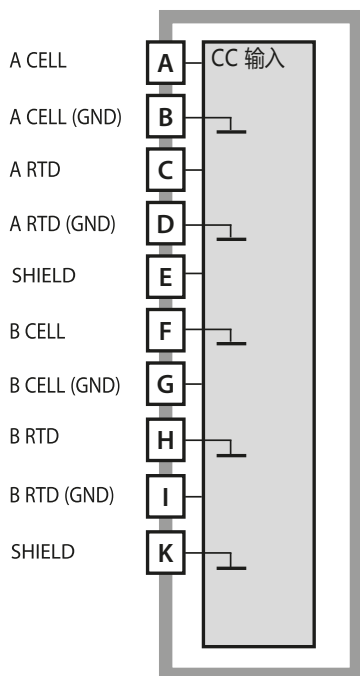 A CELL A CC 输入
A CELL (GND) B
A RTD C
A RTD (GND) D
SHIELD E
B CELL F
B CELL (GND) G
B RTD H
B RTD (GND) I
SHIELD K